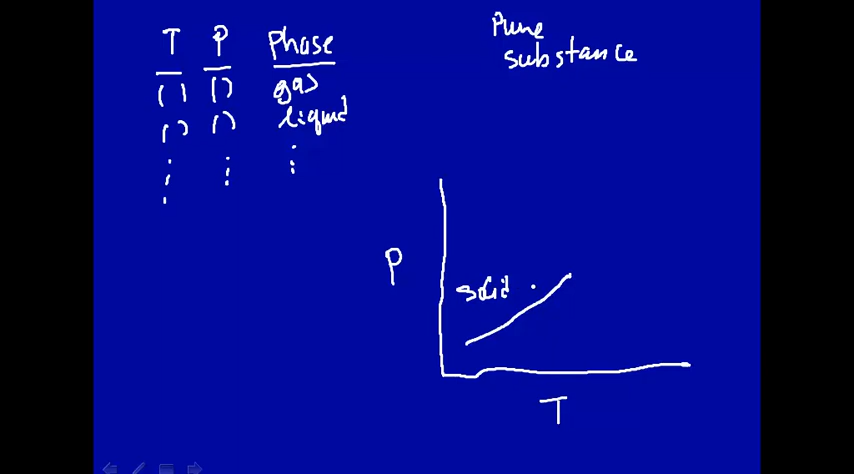 T P Phase
( ) ( ) gas
( ) ( ) liquid
⋮ ⋮ ⋮
Pure
substance
P
solid
T